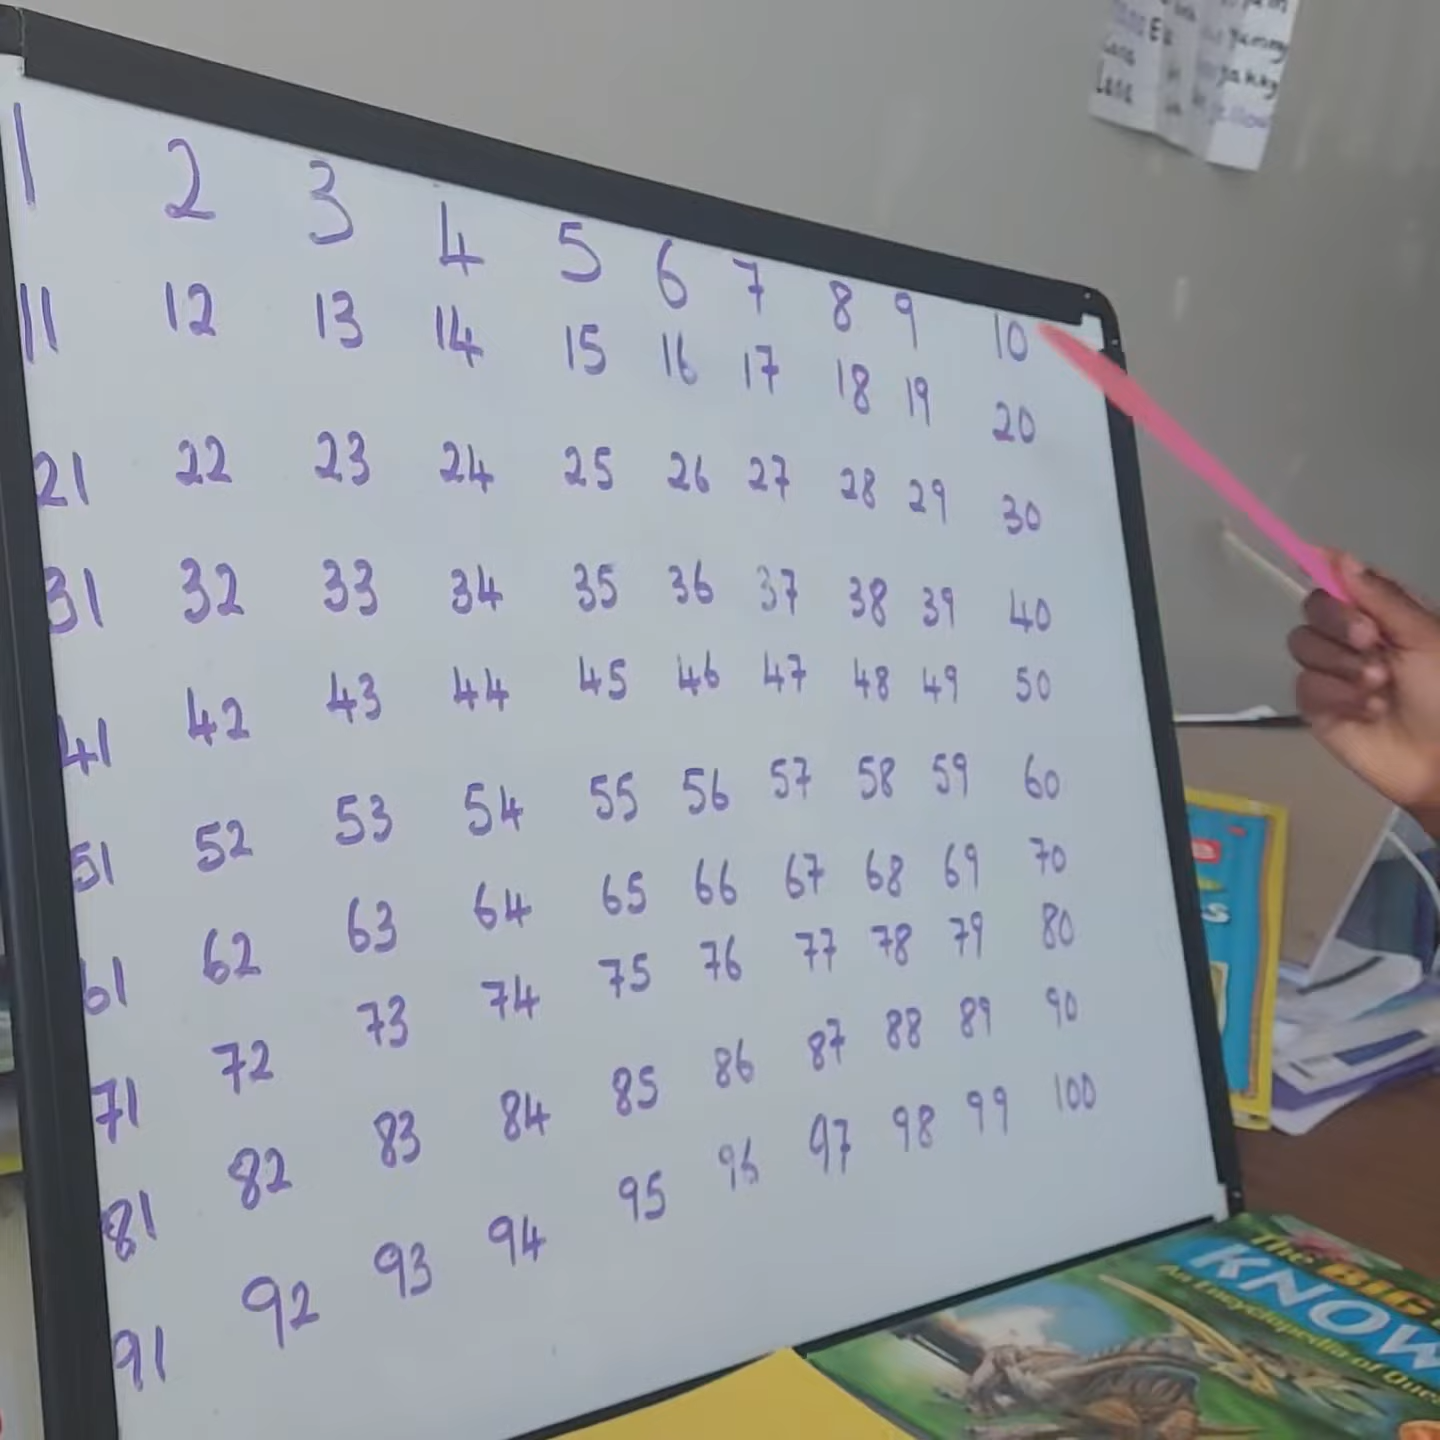 1 2 3 4 5 6 7 8 9 10
11 12 13 14 15 16 17 18 19 20
21 22 23 24 25 26 27 28 29 30
31 32 33 34 35 36 37 38 39 40
41 42 43 44 45 46 47 48 49 50
51 52 53 54 55 56 57 58 59 60
61 62 63 64 65 66 67 68 69 70
71 72 73 74 75 76 77 78 79 80
81 82 83 84 85 86 87 88 89 90
91 92 93 94 95 96 97 98 99 100
The BIG
KNOW
An Encyclopedia of